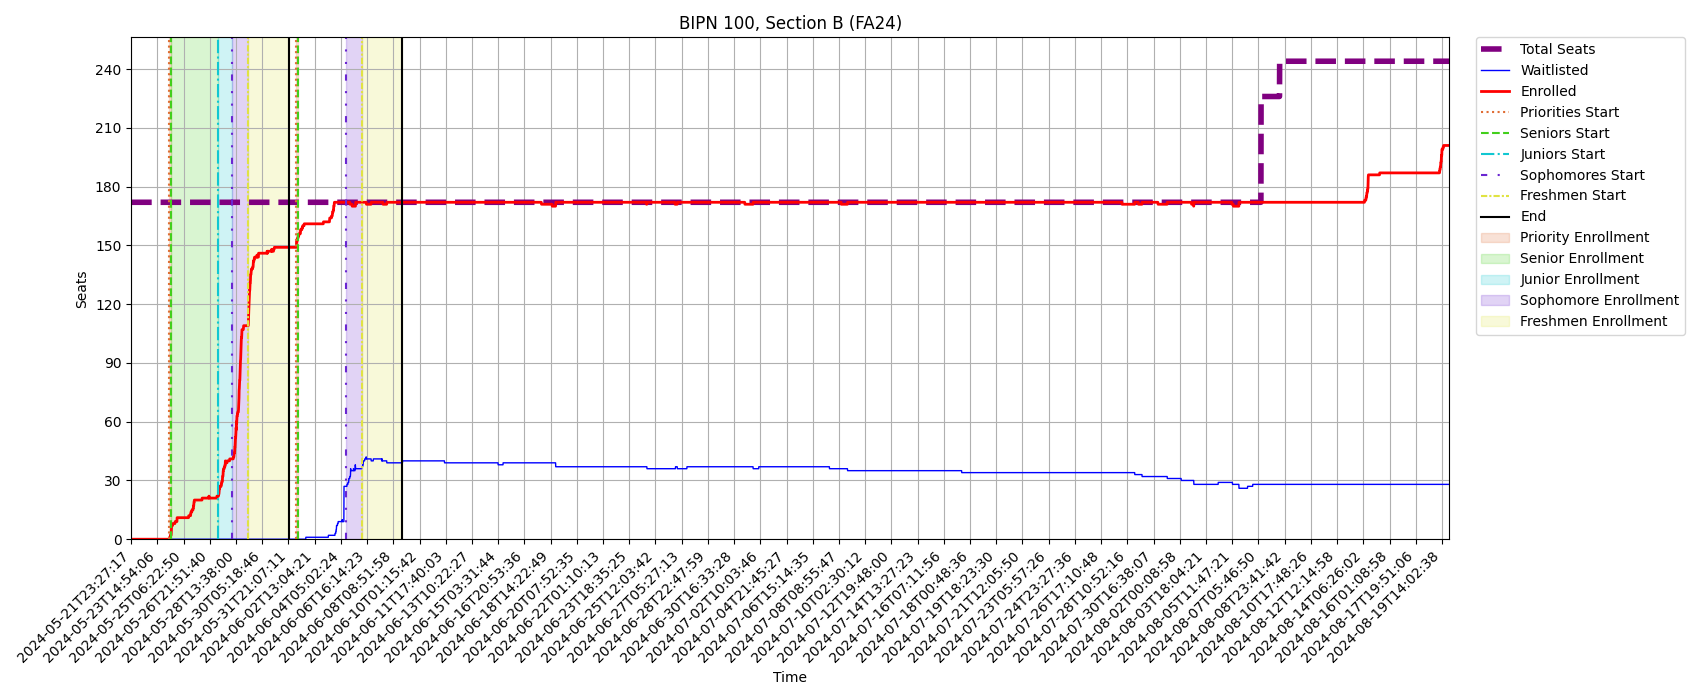 BIPN 100, Section B (FA24)
Total Seats
Waitlisted
Enrolled
Priorities Start
Seniors Start
Juniors Start
Sophomores Start
Freshmen Start
End
Priority Enrollment
Senior Enrollment
Junior Enrollment
Sophomore Enrollment
Freshmen Enrollment
Seats
240
210
180
150
120
90
60
30
0
2024-05-21T23:27:17
2024-05-23T14:54:06
2024-05-25T06:22:50
2024-05-26T21:51:40
2024-05-28T13:38:00
2024-05-30T05:18:46
2024-05-31T21:07:11
2024-06-02T13:04:21
2024-06-04T05:02:24
2024-06-06T16:14:23
2024-06-08T08:51:58
2024-06-10T01:15:42
2024-06-11T17:40:03
2024-06-13T10:22:27
2024-06-15T03:31:44
2024-06-16T20:53:36
2024-06-18T14:22:49
2024-06-20T07:52:35
2024-06-22T01:10:13
2024-06-23T18:35:25
2024-06-25T12:03:42
2024-06-27T05:27:13
2024-06-28T22:47:59
2024-06-30T16:33:28
2024-07-02T10:03:46
2024-07-04T21:45:27
2024-07-06T15:14:35
2024-07-08T08:55:47
2024-07-10T02:30:12
2024-07-12T19:48:00
2024-07-14T13:27:23
2024-07-16T07:11:56
2024-07-18T00:48:36
2024-07-19T18:23:30
2024-07-21T12:05:50
2024-07-23T05:57:26
2024-07-24T23:27:36
2024-07-26T17:10:48
2024-07-28T10:52:16
2024-07-30T16:38:07
2024-08-02T00:08:58
2024-08-03T18:04:21
2024-08-05T11:47:21
2024-08-07T05:46:50
2024-08-08T23:41:42
2024-08-10T17:48:26
2024-08-12T12:14:58
2024-08-14T06:26:02
2024-08-16T01:08:58
2024-08-17T19:51:06
2024-08-19T14:02:38
Time